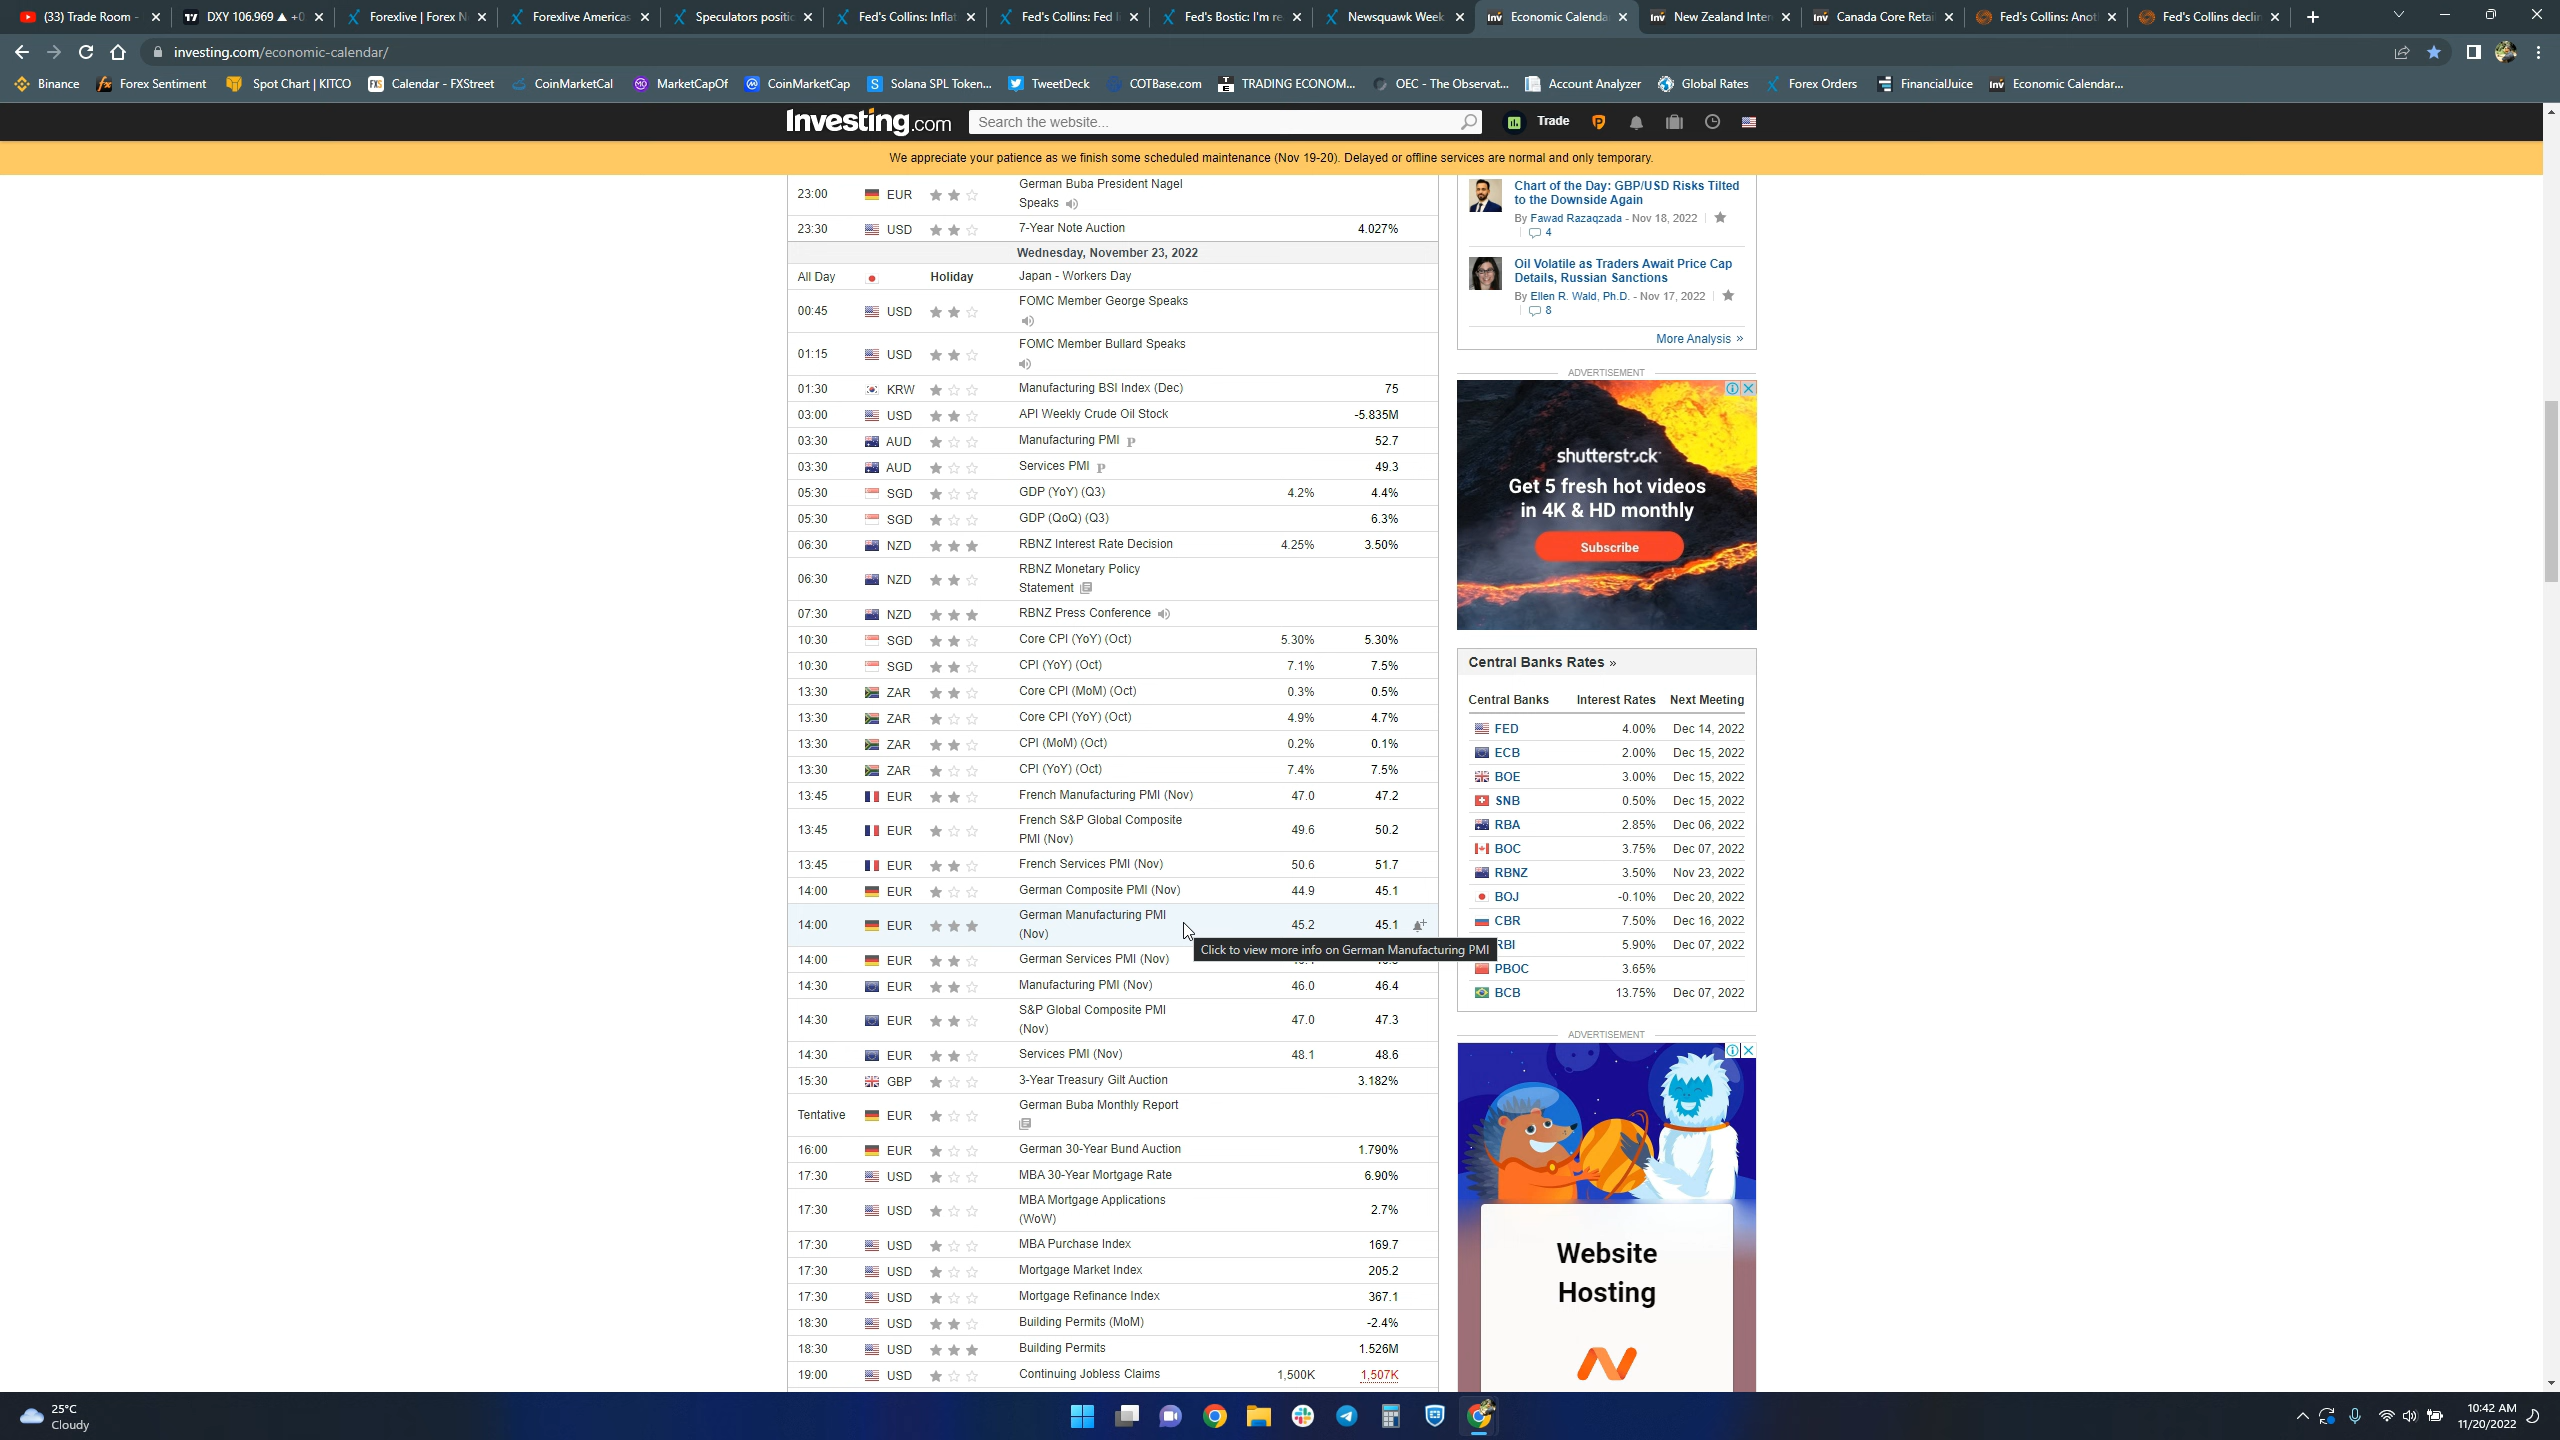 (33) Trade Room -
DXY 106.969 ▲ +0
Forexlive | Forex N
Forexlive Americas
Speculators positic
Fed's Collins: Inflat
Fed's Collins: Fed i
Fed's Bostic: I'm re
Newsquawk Week
Economic Calenda
New Zealand Inter
Canada Core Retai
Fed's Collins: Anot
Fed's Collins declir
investing.com/economic-calendar/
Binance
Forex Sentiment
Spot Chart | KITCO
Calendar - FXStreet
CoinMarketCal
MarketCapOf
CoinMarketCap
Solana SPL Token...
TweetDeck
COTBase.com
TRADING ECONOM...
OEC - The Observat...
Account Analyzer
Global Rates
Forex Orders
FinancialJuice
Economic Calendar...
Investing.com
Search the website...
Trade
We appreciate your patience as we finish some scheduled maintenance (Nov 19-20). Delayed or offline services are normal and only temporary.
23:00 EUR German Buba President Nagel
Speaks
23:30 USD 7-Year Note Auction 4.027%
Wednesday, November 23, 2022
All Day Holiday Japan - Workers Day
00:45 USD FOMC Member George Speaks
01:15 USD FOMC Member Bullard Speaks
01:30 KRW Manufacturing BSI Index (Dec) 75
03:00 USD API Weekly Crude Oil Stock -5.835M
03:30 AUD Manufacturing PMI P 52.7
03:30 AUD Services PMI P 49.3
05:30 SGD GDP (YoY) (Q3) 4.2% 4.4%
05:30 SGD GDP (QoQ) (Q3) 6.3%
06:30 NZD RBNZ Interest Rate Decision 4.25% 3.50%
06:30 NZD RBNZ Monetary Policy
Statement
07:30 NZD RBNZ Press Conference
10:30 SGD Core CPI (YoY) (Oct) 5.30% 5.30%
10:30 SGD CPI (YoY) (Oct) 7.1% 7.5%
13:30 ZAR Core CPI (MoM) (Oct) 0.3% 0.5%
13:30 ZAR Core CPI (YoY) (Oct) 4.9% 4.7%
13:30 ZAR CPI (MoM) (Oct) 0.2% 0.1%
13:30 ZAR CPI (YoY) (Oct) 7.4% 7.5%
13:45 EUR French Manufacturing PMI (Nov) 47.0 47.2
13:45 EUR French S&P Global Composite
PMI (Nov) 49.6 50.2
13:45 EUR French Services PMI (Nov) 50.6 51.7
14:00 EUR German Composite PMI (Nov) 44.9 45.1
14:00 EUR German Manufacturing PMI
(Nov) 45.2 45.1
Click to view more info on German Manufacturing PMI
14:00 EUR German Services PMI (Nov)
14:30 EUR Manufacturing PMI (Nov) 46.0 46.4
14:30 EUR S&P Global Composite PMI
(Nov) 47.0 47.3
14:30 EUR Services PMI (Nov) 48.1 48.6
15:30 GBP 3-Year Treasury Gilt Auction 3.182%
Tentative EUR German Buba Monthly Report
16:00 EUR German 30-Year Bund Auction 1.790%
17:30 USD MBA 30-Year Mortgage Rate 6.90%
17:30 USD MBA Mortgage Applications
(WoW) 2.7%
17:30 USD MBA Purchase Index 169.7
17:30 USD Mortgage Market Index 205.2
17:30 USD Mortgage Refinance Index 367.1
18:30 USD Building Permits (MoM) -2.4%
18:30 USD Building Permits 1.526M
19:00 USD Continuing Jobless Claims 1,500K 1,507K
Chart of the Day: GBP/USD Risks Tilted
to the Downside Again
By Fawad Razaqzada - Nov 18, 2022
4
Oil Volatile as Traders Await Price Cap
Details, Russian Sanctions
By Ellen R. Wald, Ph.D. - Nov 17, 2022
8
More Analysis »
ADVERTISEMENT
shutterstock
Get 5 fresh hot videos
in 4K & HD monthly
Subscribe
Central Banks Rates »
Central Banks Interest Rates Next Meeting
FED 4.00% Dec 14, 2022
ECB 2.00% Dec 15, 2022
BOE 3.00% Dec 15, 2022
SNB 0.50% Dec 15, 2022
RBA 2.85% Dec 06, 2022
BOC 3.75% Dec 07, 2022
RBNZ 3.50% Nov 23, 2022
BOJ -0.10% Dec 20, 2022
CBR 7.50% Dec 16, 2022
RBI 5.90% Dec 07, 2022
PBOC 3.65%
BCB 13.75% Dec 07, 2022
ADVERTISEMENT
Website
Hosting
25°C
Cloudy
10:42 AM
11/20/2022